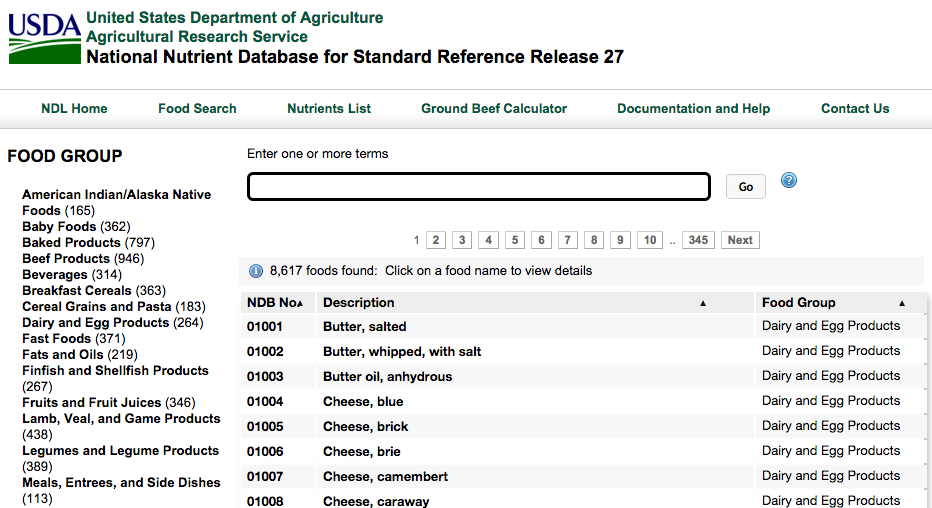 USDA
United States Department of Agriculture
Agricultural Research Service
National Nutrient Database for Standard Reference Release 27
NDL Home Food Search Nutrients List Ground Beef Calculator Documentation and Help Contact Us
FOOD GROUP
American Indian/Alaska Native
Foods (165)
Baby Foods (362)
Baked Products (797)
Beef Products (946)
Beverages (314)
Breakfast Cereals (363)
Cereal Grains and Pasta (183)
Dairy and Egg Products (264)
Fast Foods (371)
Fats and Oils (219)
Finfish and Shellfish Products
(267)
Fruits and Fruit Juices (346)
Lamb, Veal, and Game Products
(438)
Legumes and Legume Products
(389)
Meals, Entrees, and Side Dishes
(113)
Enter one or more terms
Go ?
1 2 3 4 5 6 7 8 9 10 .. 345 Next
i 8,617 foods found: Click on a food name to view details
NDB No▲ Description ▲ Food Group ▲
01001 Butter, salted Dairy and Egg Products
01002 Butter, whipped, with salt Dairy and Egg Products
01003 Butter oil, anhydrous Dairy and Egg Products
01004 Cheese, blue Dairy and Egg Products
01005 Cheese, brick Dairy and Egg Products
01006 Cheese, brie Dairy and Egg Products
01007 Cheese, camembert Dairy and Egg Products
01008 Cheese, caraway Dairy and Egg Products